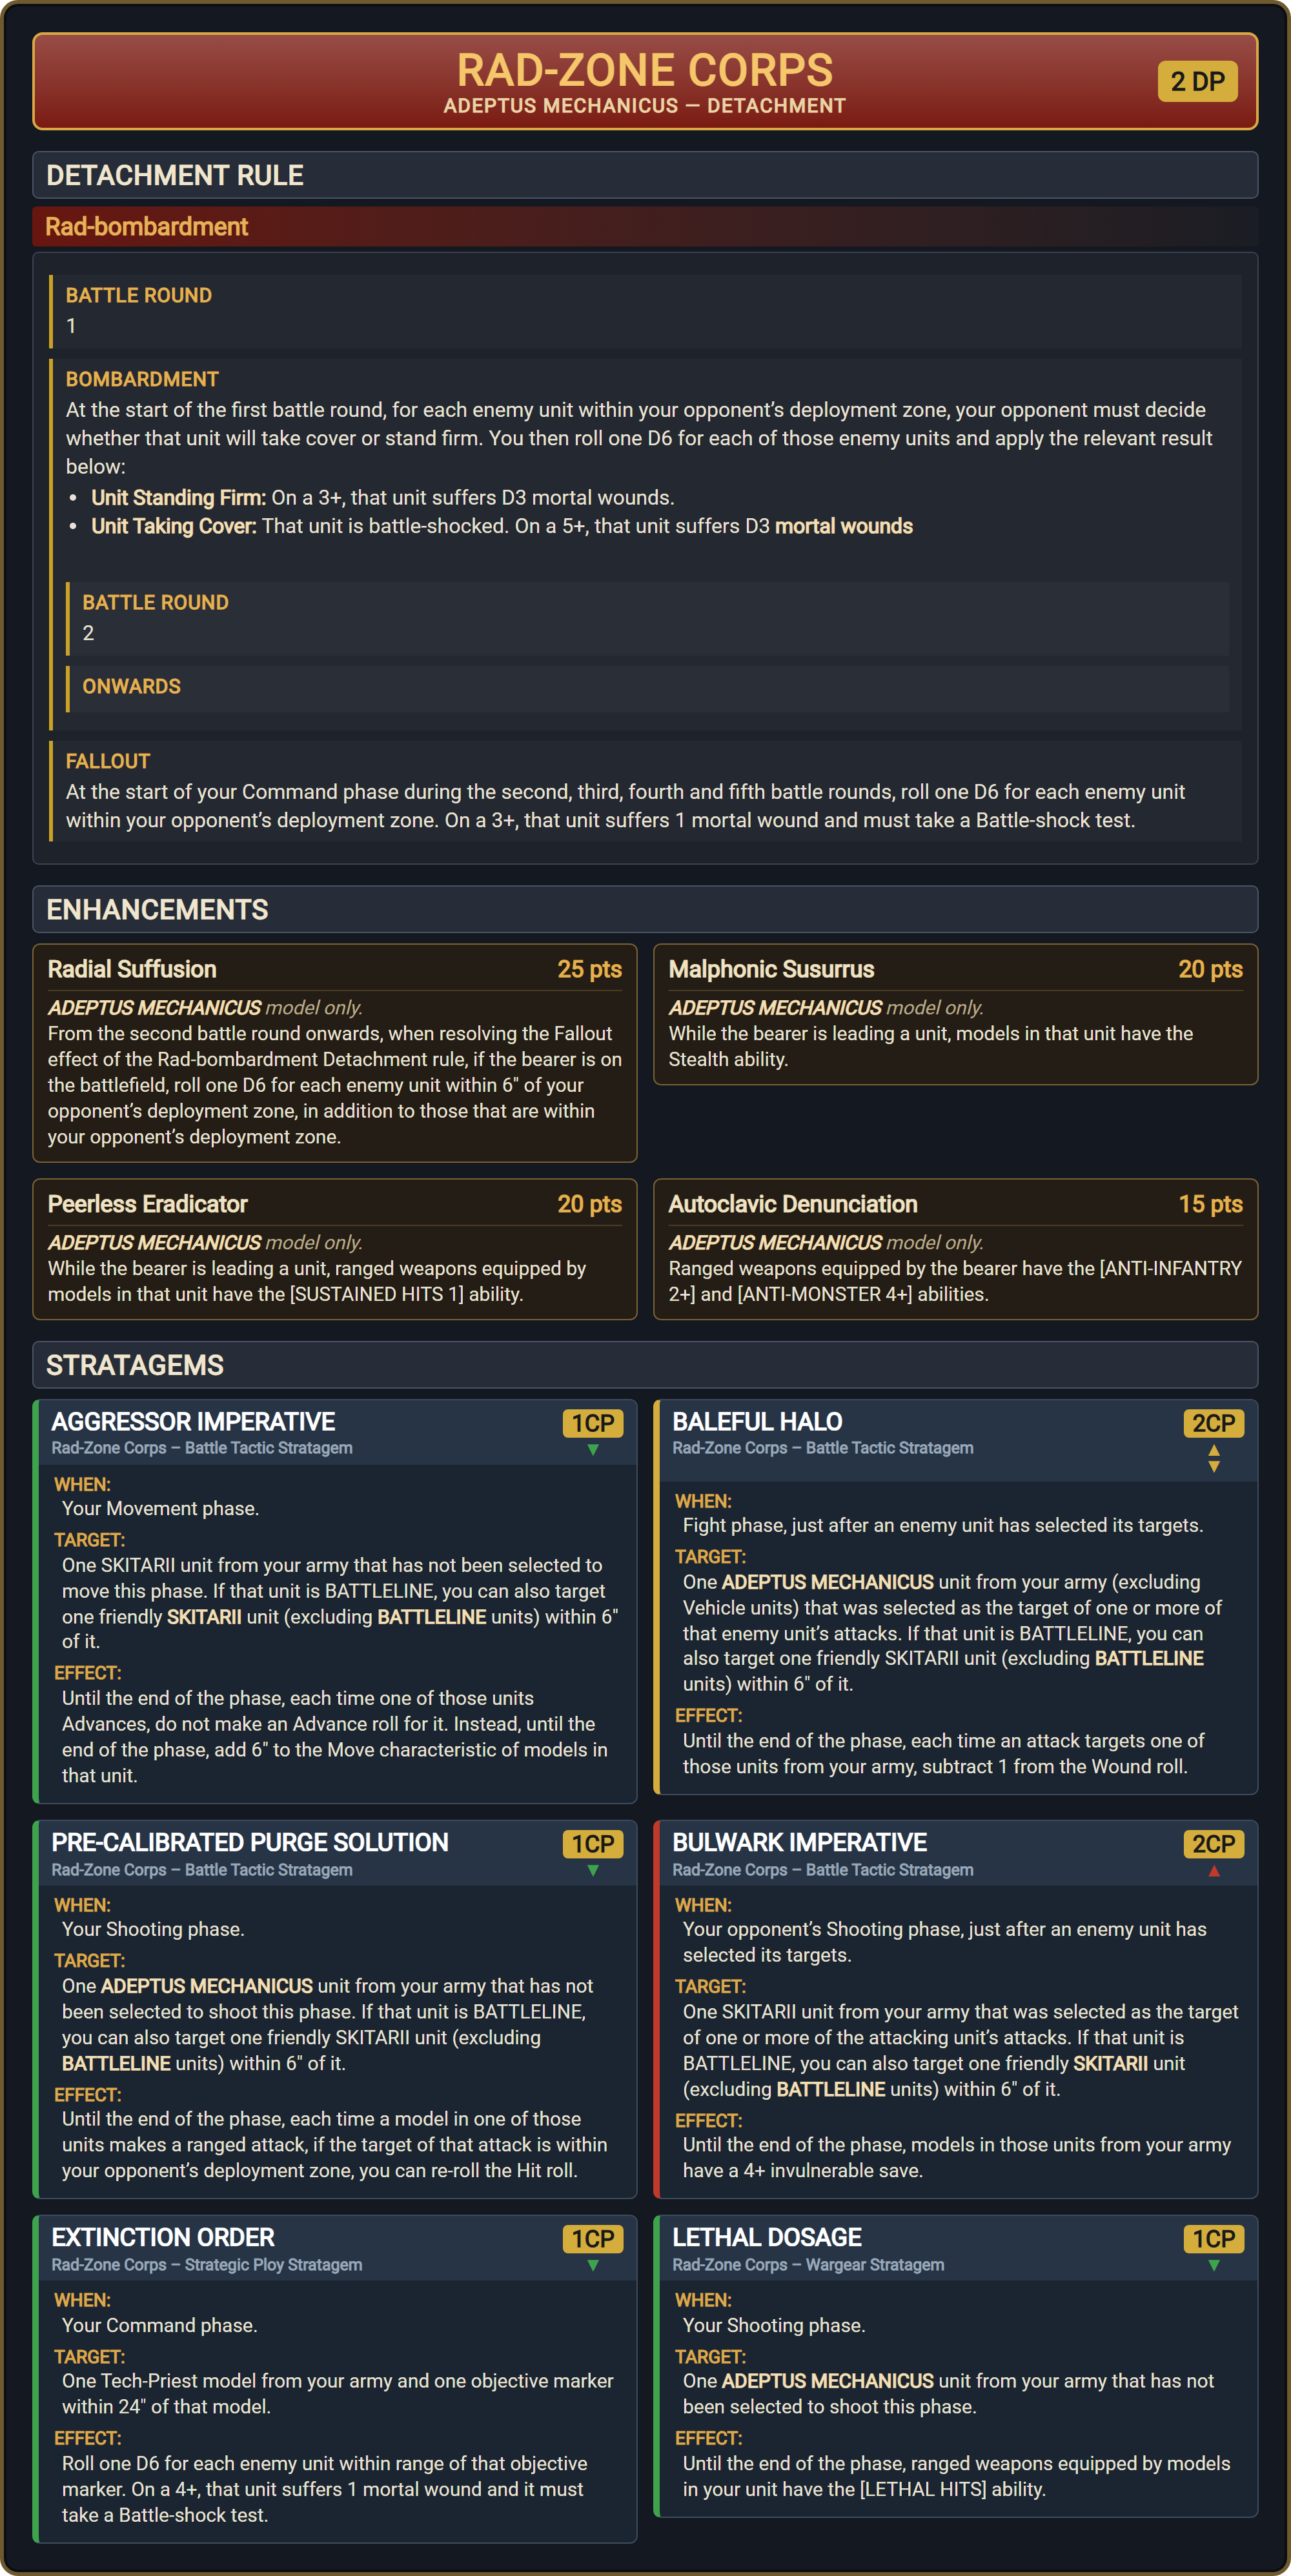 RAD-ZONE CORPS
ADEPTUS MECHANICUS — DETACHMENT
2 DP
DETACHMENT RULE
Rad-bombardment
BATTLE ROUND
1
BOMBARDMENT
At the start of the first battle round, for each enemy unit within your opponent’s deployment zone, your opponent must decide
whether that unit will take cover or stand firm. You then roll one D6 for each of those enemy units and apply the relevant result
below:
• Unit Standing Firm: On a 3+, that unit suffers D3 mortal wounds.
• Unit Taking Cover: That unit is battle-shocked. On a 5+, that unit suffers D3 mortal wounds
BATTLE ROUND
2
ONWARDS
FALLOUT
At the start of your Command phase during the second, third, fourth and fifth battle rounds, roll one D6 for each enemy unit
within your opponent’s deployment zone. On a 3+, that unit suffers 1 mortal wound and must take a Battle-shock test.
ENHANCEMENTS
Radial Suffusion
25 pts
ADEPTUS MECHANICUS model only.
From the second battle round onwards, when resolving the Fallout
effect of the Rad-bombardment Detachment rule, if the bearer is on
the battlefield, roll one D6 for each enemy unit within 6" of your
opponent’s deployment zone, in addition to those that are within
your opponent’s deployment zone.
Malphonic Susurrus
20 pts
ADEPTUS MECHANICUS model only.
While the bearer is leading a unit, models in that unit have the
Stealth ability.
Peerless Eradicator
20 pts
ADEPTUS MECHANICUS model only.
While the bearer is leading a unit, ranged weapons equipped by
models in that unit have the [SUSTAINED HITS 1] ability.
Autoclavic Denunciation
15 pts
ADEPTUS MECHANICUS model only.
Ranged weapons equipped by the bearer have the [ANTI-INFANTRY
2+] and [ANTI-MONSTER 4+] abilities.
STRATAGEMS
AGGRESSOR IMPERATIVE
1CP
Rad-Zone Corps – Battle Tactic Stratagem
▼
WHEN:
Your Movement phase.
TARGET:
One SKITARII unit from your army that has not been selected to
move this phase. If that unit is BATTLELINE, you can also target
one friendly SKITARII unit (excluding BATTLELINE units) within 6"
of it.
EFFECT:
Until the end of the phase, each time one of those units
Advances, do not make an Advance roll for it. Instead, until the
end of the phase, add 6" to the Move characteristic of models in
that unit.
BALEFUL HALO
2CP
Rad-Zone Corps – Battle Tactic Stratagem
▲
▼
WHEN:
Fight phase, just after an enemy unit has selected its targets.
TARGET:
One ADEPTUS MECHANICUS unit from your army (excluding
Vehicle units) that was selected as the target of one or more of
that enemy unit’s attacks. If that unit is BATTLELINE, you can
also target one friendly SKITARII unit (excluding BATTLELINE
units) within 6" of it.
EFFECT:
Until the end of the phase, each time an attack targets one of
those units from your army, subtract 1 from the Wound roll.
PRE-CALIBRATED PURGE SOLUTION
1CP
Rad-Zone Corps – Battle Tactic Stratagem
▼
WHEN:
Your Shooting phase.
TARGET:
One ADEPTUS MECHANICUS unit from your army that has not
been selected to shoot this phase. If that unit is BATTLELINE,
you can also target one friendly SKITARII unit (excluding
BATTLELINE units) within 6" of it.
EFFECT:
Until the end of the phase, each time a model in one of those
units makes a ranged attack, if the target of that attack is within
your opponent’s deployment zone, you can re-roll the Hit roll.
BULWARK IMPERATIVE
2CP
Rad-Zone Corps – Battle Tactic Stratagem
▲
WHEN:
Your opponent’s Shooting phase, just after an enemy unit has
selected its targets.
TARGET:
One SKITARII unit from your army that was selected as the target
of one or more of the attacking unit’s attacks. If that unit is
BATTLELINE, you can also target one friendly SKITARII unit
(excluding BATTLELINE units) within 6" of it.
EFFECT:
Until the end of the phase, models in those units from your army
have a 4+ invulnerable save.
EXTINCTION ORDER
1CP
Rad-Zone Corps – Strategic Ploy Stratagem
▼
WHEN:
Your Command phase.
TARGET:
One Tech-Priest model from your army and one objective marker
within 24" of that model.
EFFECT:
Roll one D6 for each enemy unit within range of that objective
marker. On a 4+, that unit suffers 1 mortal wound and it must
take a Battle-shock test.
LETHAL DOSAGE
1CP
Rad-Zone Corps – Wargear Stratagem
▼
WHEN:
Your Shooting phase.
TARGET:
One ADEPTUS MECHANICUS unit from your army that has not
been selected to shoot this phase.
EFFECT:
Until the end of the phase, ranged weapons equipped by models
in your unit have the [LETHAL HITS] ability.